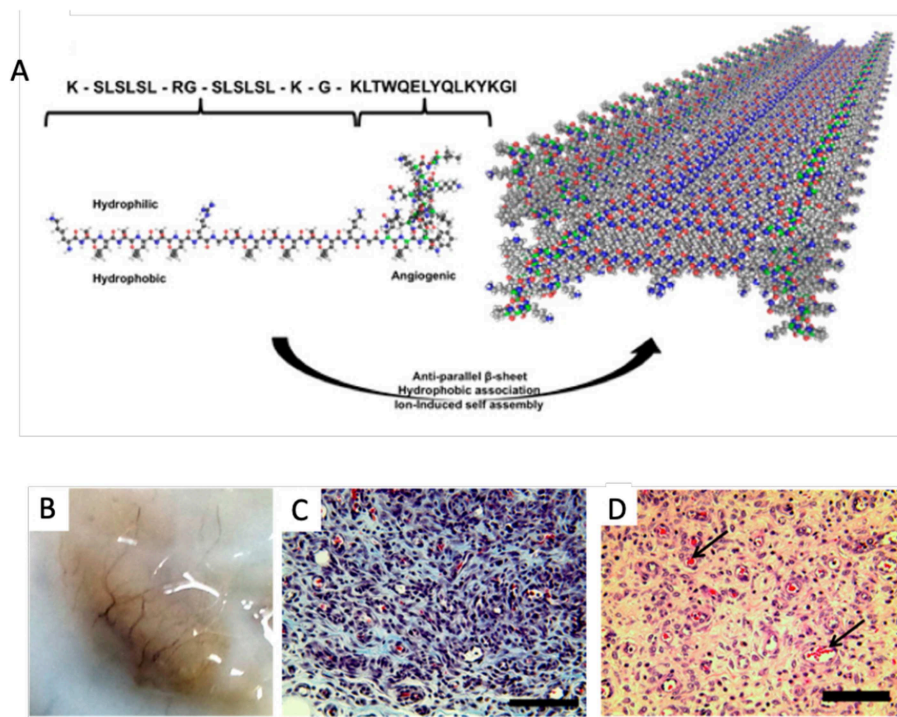 A
K - SLSLSL - RG - SLSLSL - K - G - KLTWQELYQLKYKGI
Hydrophilic
Hydrophobic
Angiogenic
Anti-parallel β-sheet
Hydrophobic association
Ion-Induced self assembly
B
C
D